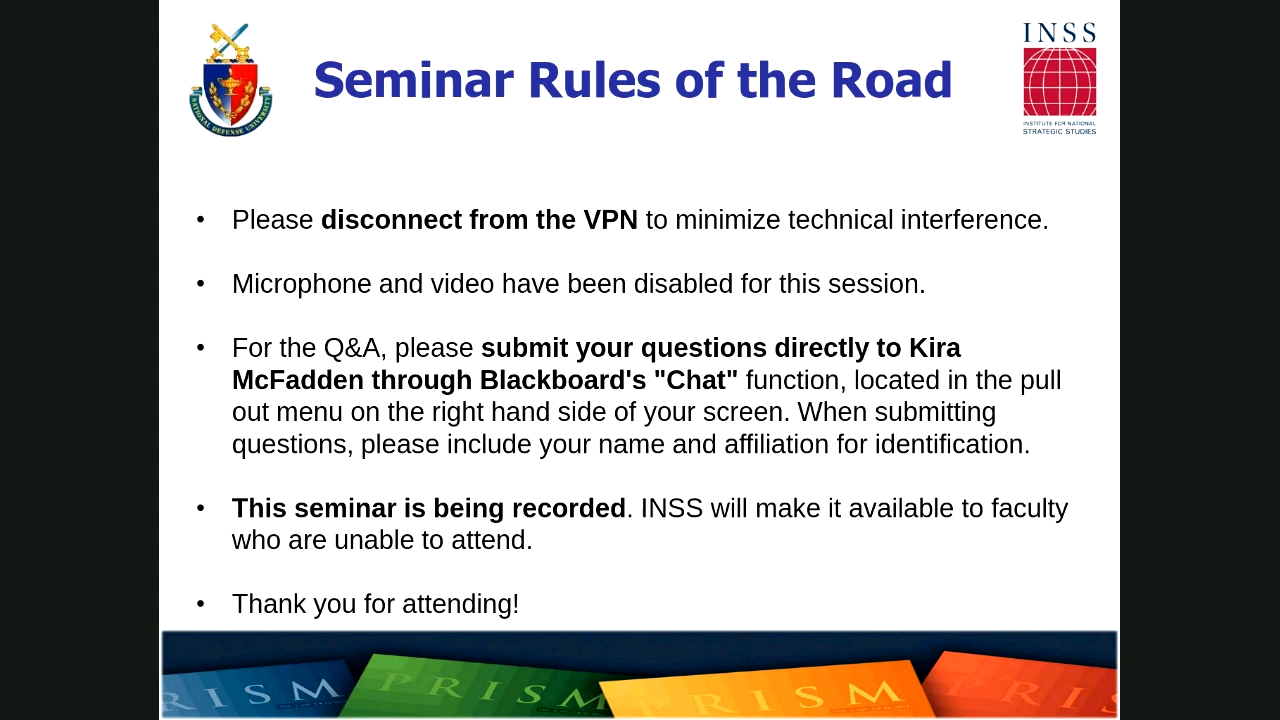 INSS
Seminar Rules of the Road
NATIONAL DEFENSE UNIVERSITY
INSTITUTE FOR NATIONAL
STRATEGIC STUDIES
• Please disconnect from the VPN to minimize technical interference.
• Microphone and video have been disabled for this session.
• For the Q&A, please submit your questions directly to Kira
McFadden through Blackboard's "Chat" function, located in the pull
out menu on the right hand side of your screen. When submitting
questions, please include your name and affiliation for identification.
• This seminar is being recorded. INSS will make it available to faculty
who are unable to attend.
• Thank you for attending!
PRISM PRISM PRISM PRIS